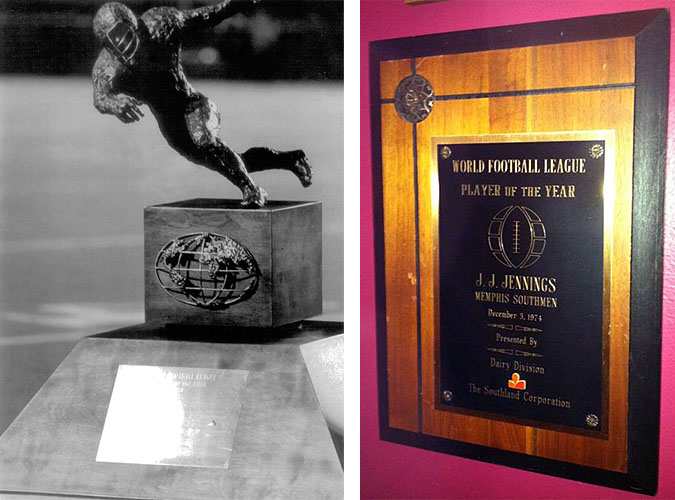 WORLD FOOTBALL LEAGUE
PLAYER OF THE YEAR
J. J. JENNINGS
MEMPHIS SOUTHMEN
December 5, 1974
Presented By
Dairy Division
The Southland Corporation